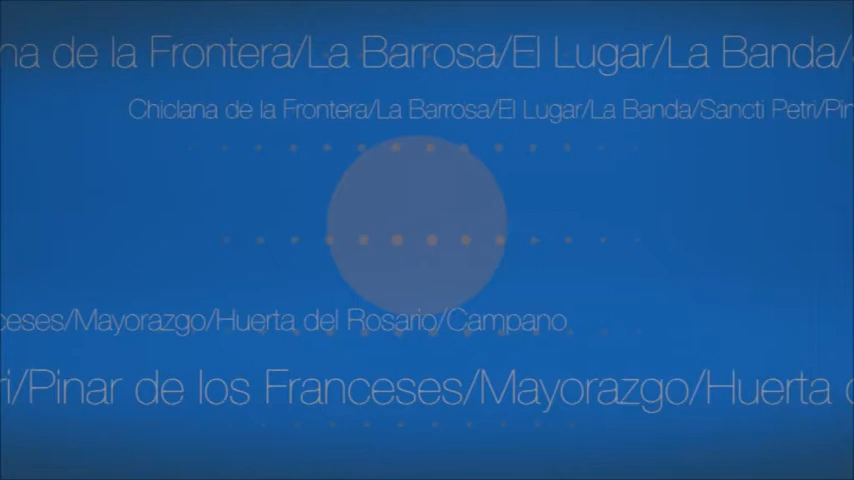 na de la Frontera/La Barrosa/El Lugar/La Banda/
Chiclana de la Frontera/La Barrosa/El Lugar/La Banda/Sancti Petri/Pin
ceses/Mayorazgo/Huerta del Rosario/Campano
ri/Pinar de los Franceses/Mayorazgo/Huerta